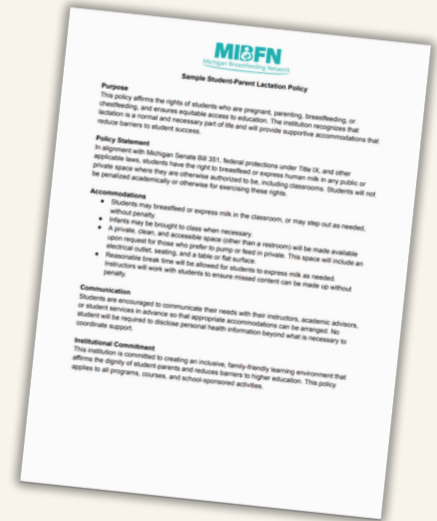 MIBFN
Michigan Breastfeeding Network
Sample Student-Parent Lactation Policy
Purpose
This policy affirms the rights of students who are pregnant, parenting, breastfeeding, or
chestfeeding, and ensures equitable access to education. The institution recognizes that
lactation is a normal and necessary part of life and will provide supportive accommodations that
reduce barriers to student success.
Policy Statement
In alignment with Michigan Senate Bill 351, federal protections under Title IX, and other
applicable laws, students have the right to breastfeed or express human milk in any public or
private space where they are otherwise authorized to be, including classrooms. Students will not
be penalized academically or otherwise for exercising these rights.
Accommodations
● Students may breastfeed or express milk in the classroom, or may step out as needed,
without penalty.
● Infants may be brought to class when necessary.
● A private, clean, and accessible space (other than a restroom) will be made available
upon request for those who prefer to pump or feed in private. This space will include an
electrical outlet, seating, and a table or flat surface.
● Reasonable break time will be allowed for students to express milk as needed.
Instructors will work with students to ensure missed content can be made up without
penalty.
Communication
Students are encouraged to communicate their needs with their instructors, academic advisors,
or student services in advance so that appropriate accommodations can be arranged. No
student will be required to disclose personal health information beyond what is necessary to
coordinate support.
Institutional Commitment
This institution is committed to creating an inclusive, family-friendly learning environment that
affirms the dignity of student-parents and reduces barriers to higher education. This policy
applies to all programs, courses, and school-sponsored activities.